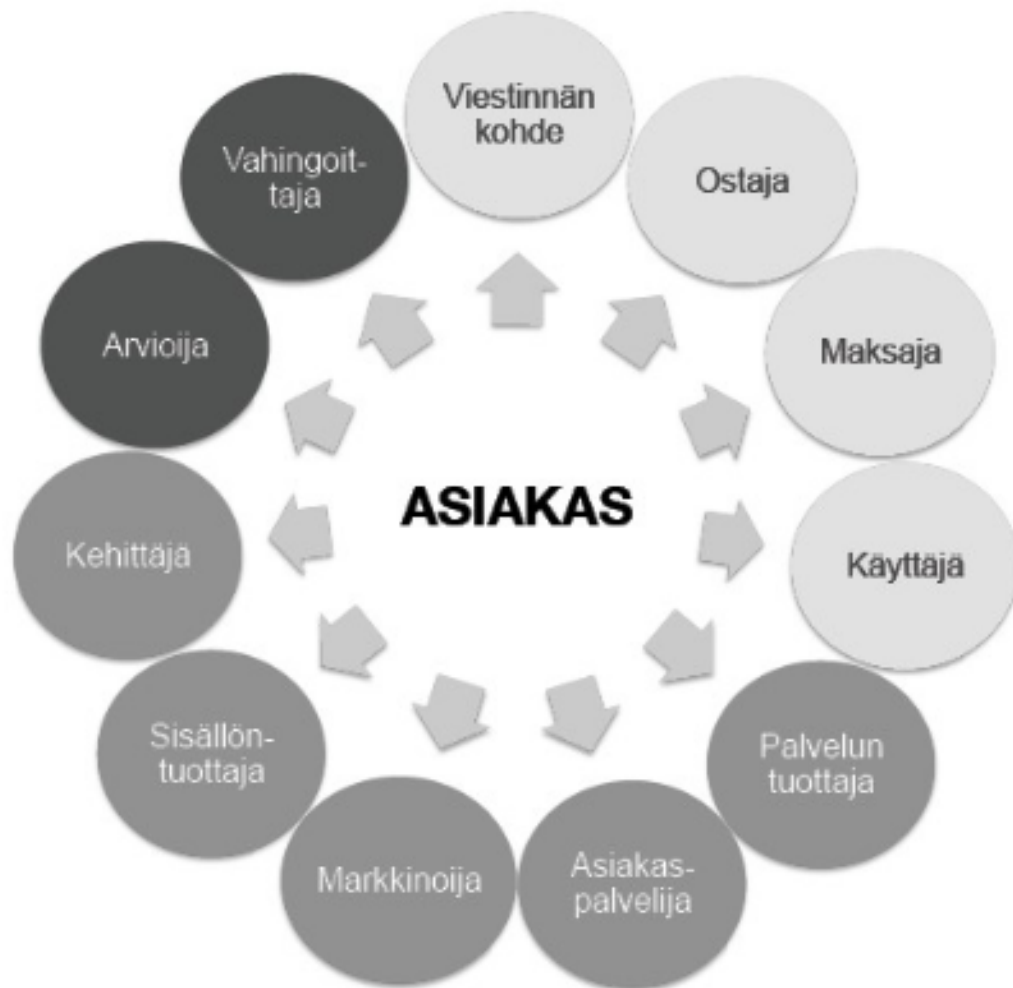 Viestinnän
kohde
Ostaja
Maksaja
Käyttäjä
Palvelun
tuottaja
Asiakas-
palvelija
Markkinoija
Sisällön-
tuottaja
Kehittäjä
Arvioija
Vahingoit-
taja
ASIAKAS